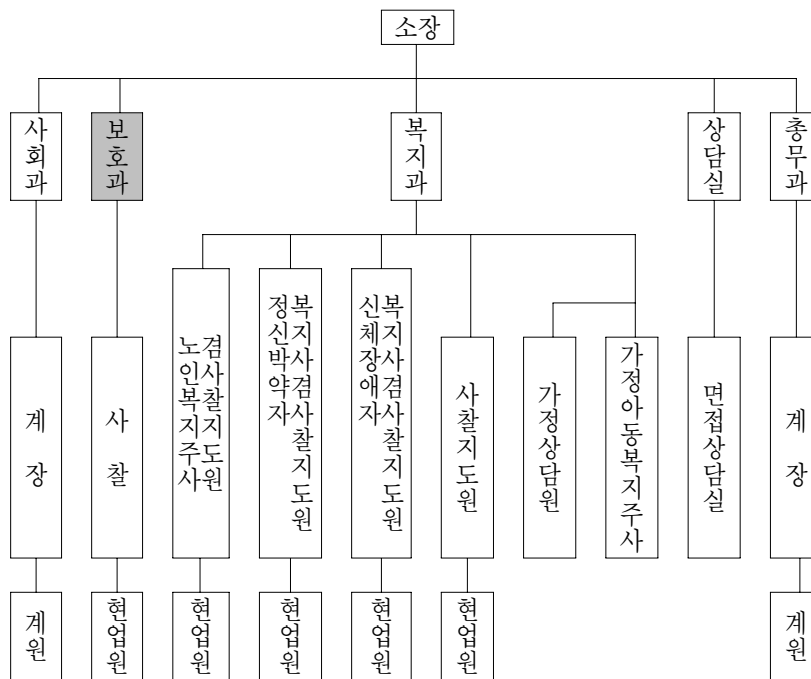 소장
사회과
보호과
복지과
상담실
총무과
계장
사찰
노인복지주사
겸사찰지도원
정신박약자
복지사겸사찰지도원
신체장애자
복지사겸사찰지도원
사찰지도원
가정상담원
가정아동복지주사
면접상담실
계장
계원
현업원
현업원
현업원
현업원
현업원
계원